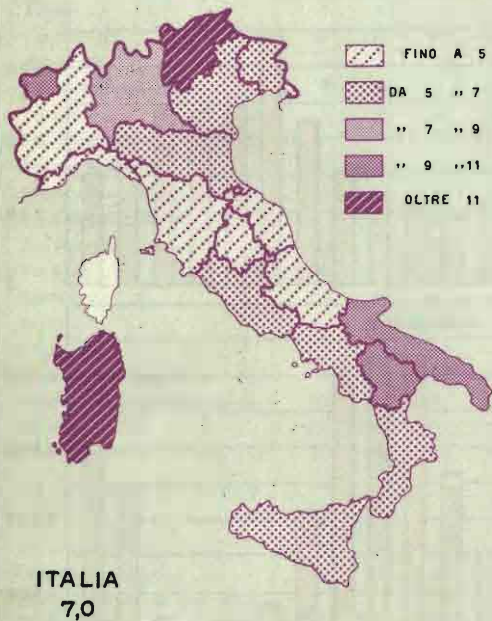 FINO A 5
DA 5 ,, 7
,, 7 ,, 9
,, 9 ,, 11
OLTRE 11
ITALIA
7,0